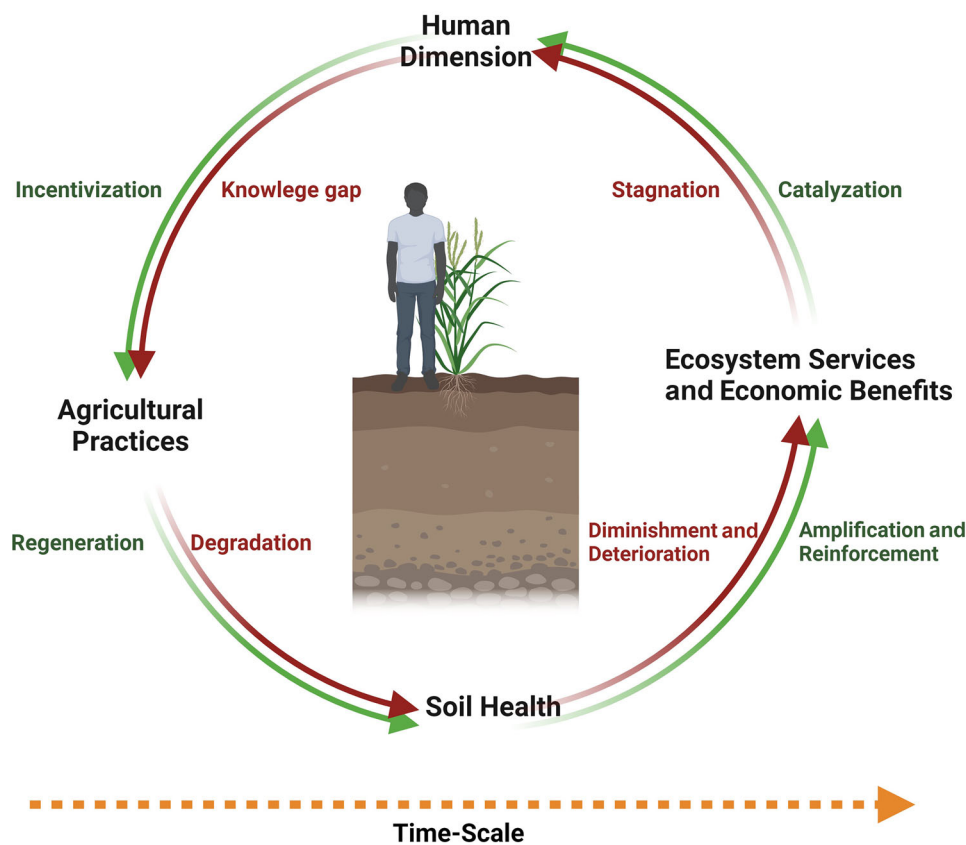 Human
Dimension
Incentivization
Knowlege gap
Stagnation
Catalyzation
Ecosystem Services
and Economic Benefits
Agricultural
Practices
Regeneration
Degradation
Diminishment and
Deterioration
Amplification and
Reinforcement
Soil Health
Time-Scale